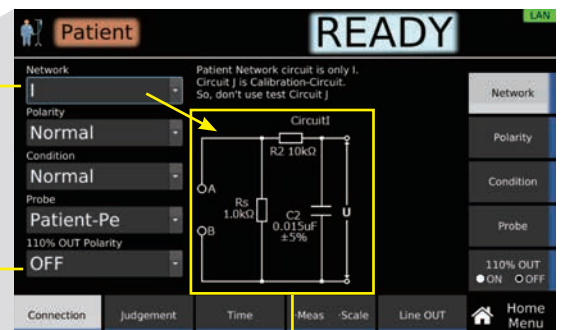 LAN
Patient
READY
Network
I
Polarity
Normal
Condition
Normal
Probe
Patient-Pe
110% OUT Polarity
OFF
Patient Network circuit is only I.
Circuit J is Calibration-Circuit.
So, don't use test Circuit J
CircuitI
R2 10kΩ
A
Rs
1.0kΩ
B
C2
0.015uF
±5%
U
Network
Polarity
Condition
Probe
110% OUT
ON OFF
Connection
Judgement
Time
·Meas ·Scale
Line OUT
Home
Menu